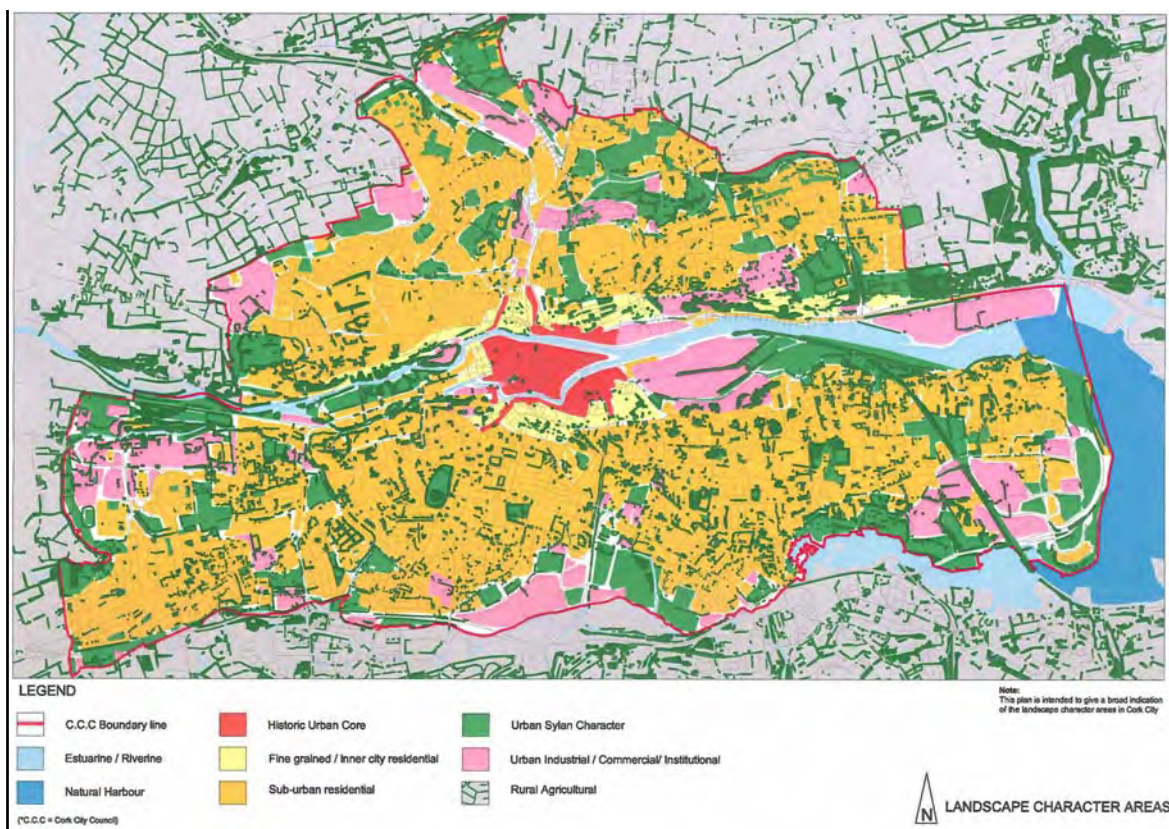 LEGEND
C.C.C Boundary line
Estuarine / Riverine
Natural Harbour
Historic Urban Core
Fine grained / Inner city residential
Sub-urban residential
Urban Sylan Character
Urban Industrial / Commercial/ Institutional
Rural Agricultural
(*C.C.C = Cork City Council)
Note:
This plan is intended to give a broad indication
of the landscape character areas in Cork City
N
LANDSCAPE CHARACTER AREAS